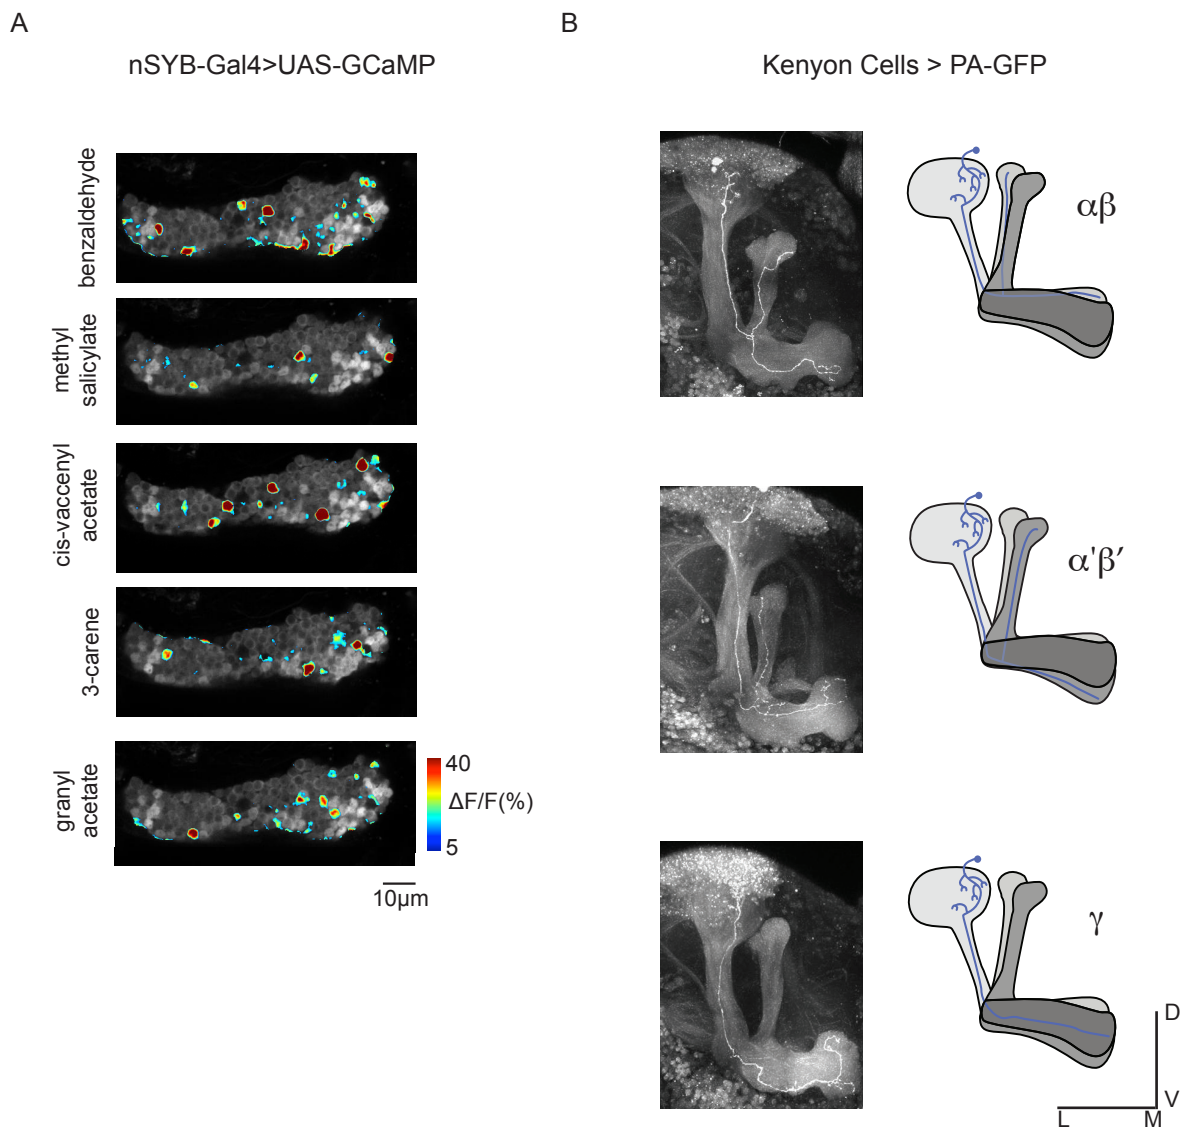 A
nSYB-Gal4>UAS-GCaMP
benzaldehyde
methyl
salicylate
cis-vaccenyl
acetate
3-carene
granyl
acetate
40
ΔF/F(%)
5
10µm
B
Kenyon Cells > PA-GFP
αβ
α'β′
γ
D
V
L
M